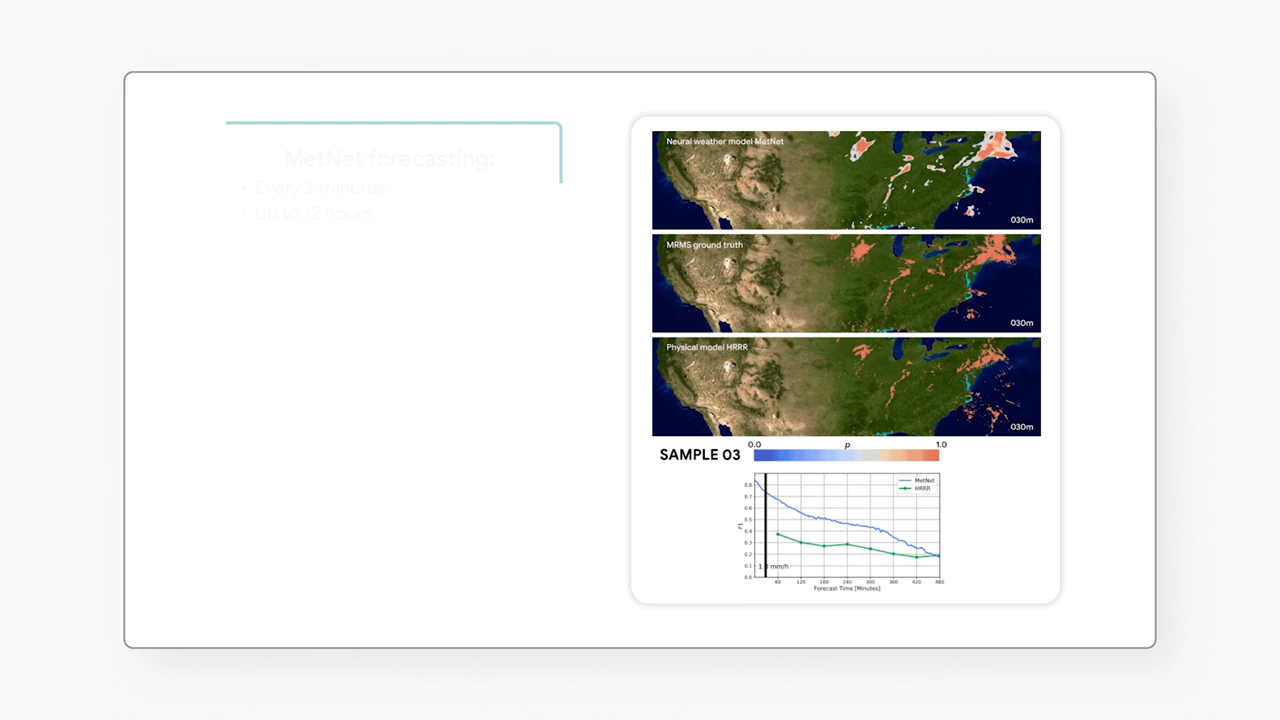 MetNet forecasting:
• Every 2 minutes
• Up to 12 hours
Neural weather model MetNet
030m
MRMS ground truth
030m
Physical model HRRR
030m
0.0 p 1.0
SAMPLE 03
MetNet
HRRR
0.8
0.7
0.6
0.5
0.4
0.3
0.2
0.1
0.0
F1
mm/h
60 120 180 240 300 360 420 480
Forecast Time [Minutes]